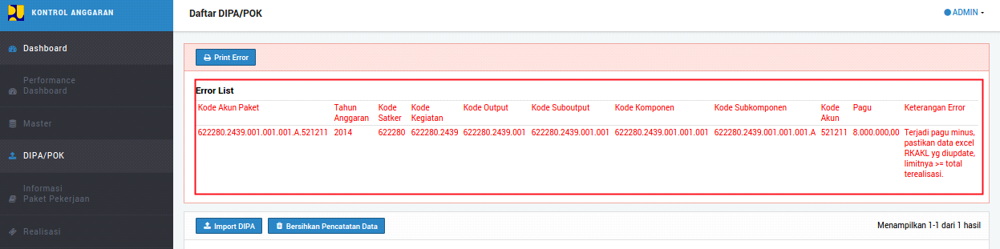 KONTROL ANGGARAN
Daftar DIPA/POK
ADMIN
Dashboard
Performance
Dashboard
Master
DIPA/POK
Informasi
Paket Pekerjaan
Realisasi
Print Error
Error List
Kode Akun Paket Tahun Anggaran Kode Satker Kode Kegiatan Kode Output Kode Suboutput Kode Komponen Kode Subkomponen Kode Akun Pagu Keterangan Error
622280.2439.001.001.001.A.521211 2014 622280 622280.2439 622280.2439.001 622280.2439.001.001 622280.2439.001.001.001 622280.2439.001.001.001.A 521211 8.000.000,00 Terjadi pagu minus,
pastikan data excel
RKAKL yg diupdate,
limitnya >= total
terealisasi.
Import DIPA
Bersihkan Pencatatan Data
Menampilkan 1-1 dari 1 hasil